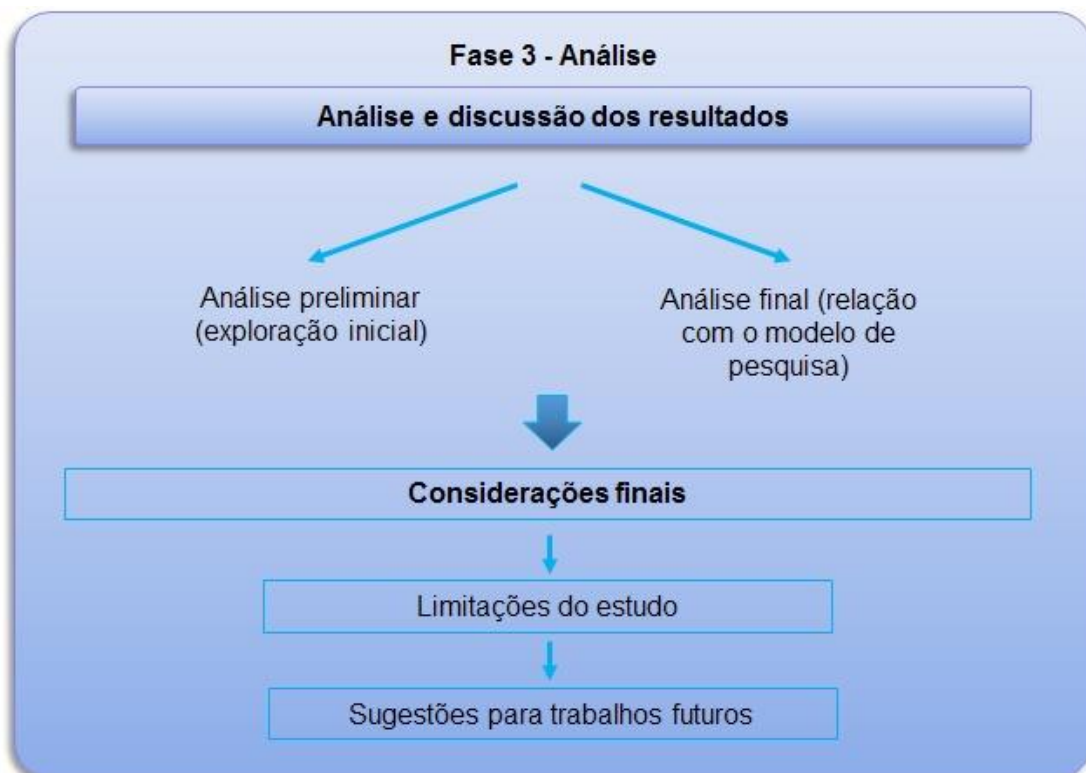 Fase 3 - Análise
Análise e discussão dos resultados
Análise preliminar
(exploração inicial)
Análise final (relação
com o modelo de
pesquisa)
Considerações finais
Limitações do estudo
Sugestões para trabalhos futuros